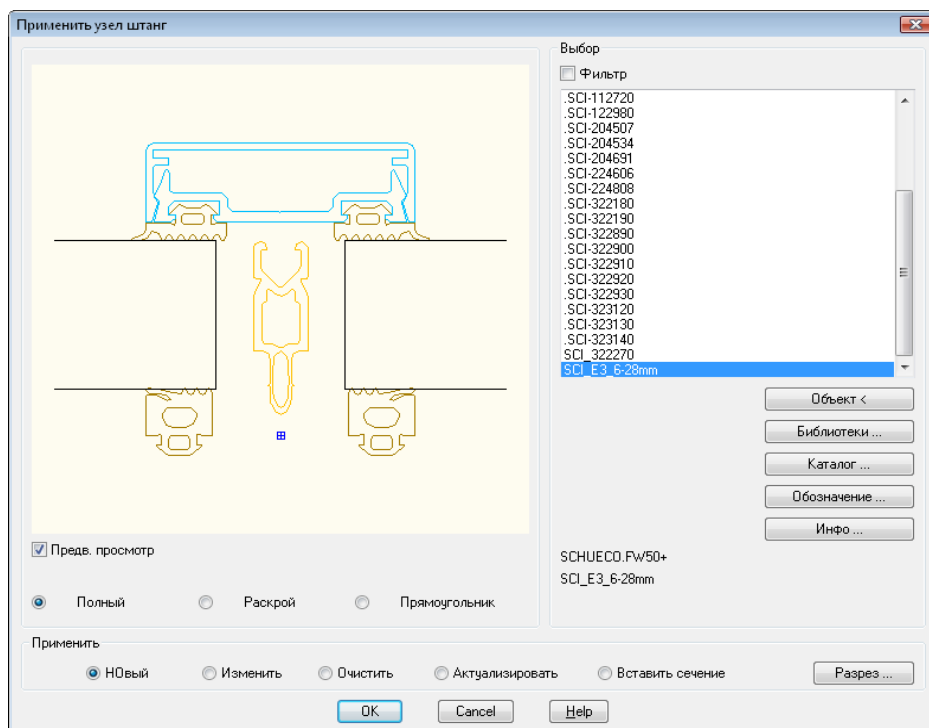 Применить узел штанг
Выбор
Фильтр
.SCI-112720
.SCI-122980
.SCI-204507
.SCI-204534
.SCI-204691
.SCI-224606
.SCI-224808
.SCI-322180
.SCI-322190
.SCI-322890
.SCI-322900
.SCI-322910
.SCI-322920
.SCI-322930
.SCI-323120
.SCI-323130
.SCI-323140
SCI_322270
SCI_E3_6-28mm
Объект <
Библиотеки ...
Каталог ...
Обозначение ...
Инфо ...
Предв. просмотр
SCHUECO.FW50+
SCI_E3_6-28mm
Полный Раскрой Прямоугольник
Применить
НОвый Изменить Очистить Актуализировать Вставить сечение Разрез ...
OK Cancel Help